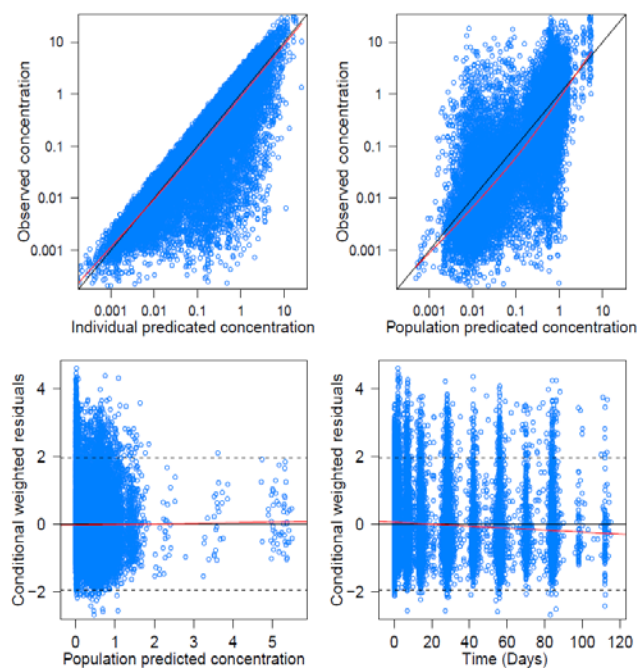 10
1
0.1
0.01
0.001
Observed concentration
0.001 0.01 0.1 1 10
Individual predicated concentration
10
1
0.1
0.01
0.001
Observed concentration
0.001 0.01 0.1 1 10
Population predicated concentration
4
2
0
−2
Conditional weighted residuals
0 1 2 3 4 5
Population predicted concentration
4
2
0
−2
Conditional weighted residuals
0 20 40 60 80 100 120
Time (Days)